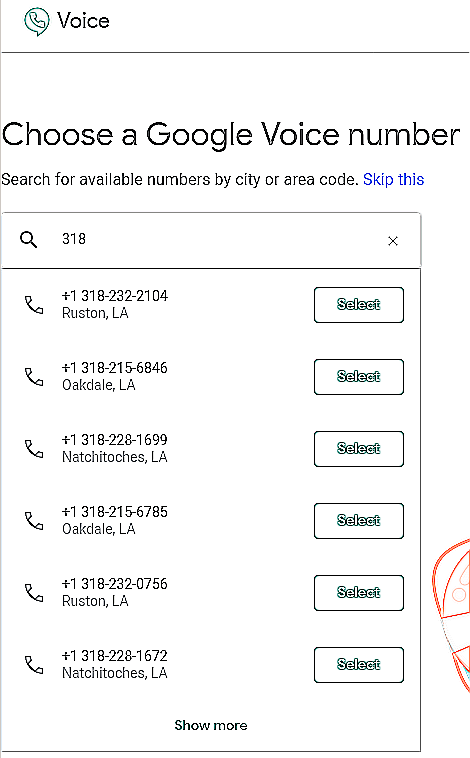 Voice
Choose a Google Voice number
Search for available numbers by city or area code. Skip this
318
+1 318-232-2104
Ruston, LA
Select
+1 318-215-6846
Oakdale, LA
Select
+1 318-228-1699
Natchitoches, LA
Select
+1 318-215-6785
Oakdale, LA
Select
+1 318-232-0756
Ruston, LA
Select
+1 318-228-1672
Natchitoches, LA
Select
Show more